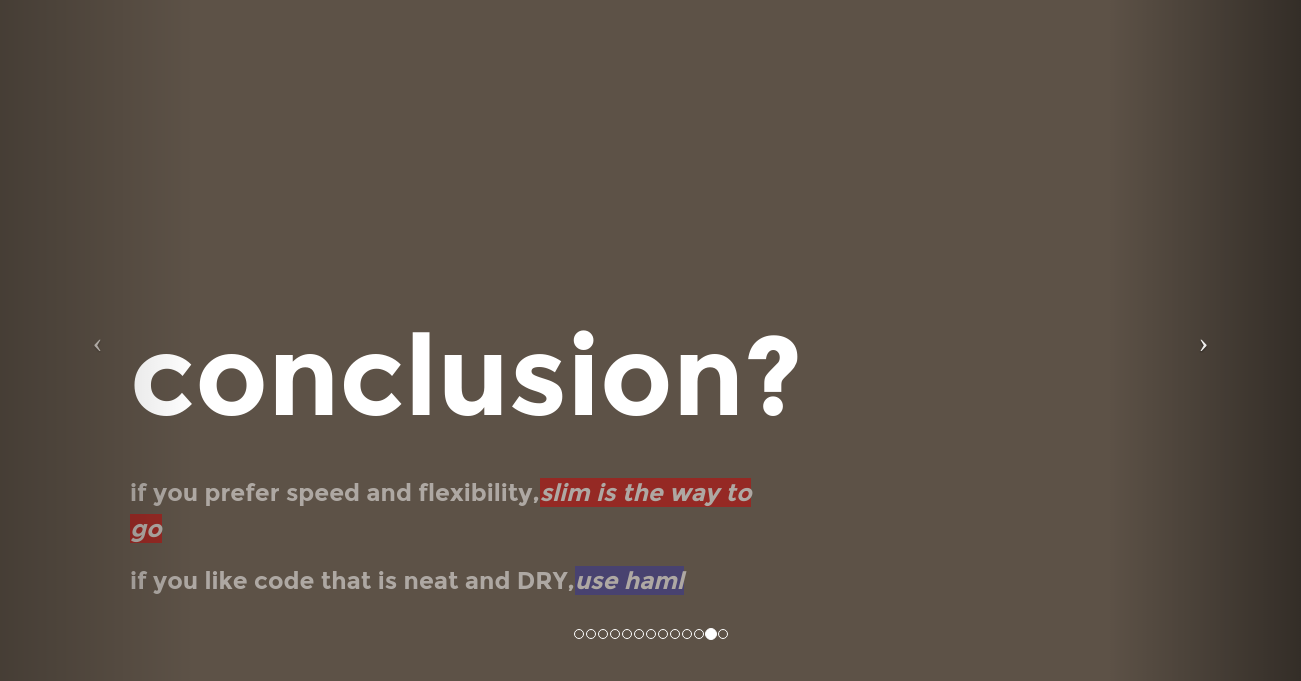 conclusion?
if you prefer speed and flexibility,slim is the way to
go
if you like code that is neat and DRY,use haml